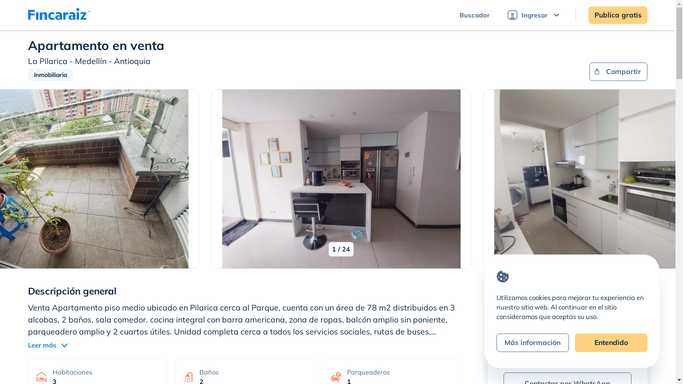 Fincaraiz
Buscador
Ingresar
Publica gratis
Apartamento en venta
La Pilarica - Medellín - Antioquia
Inmobiliaria
Compartir
1 / 24
Descripción general
Venta Apartamento piso medio ubicado en Pilarica cerca al Parque, cuenta con un área de 78 m2 distribuidos en 3
alcobas, 2 baños, sala comedor, cocina integral con barra americana, zona de ropas, balcón amplio sin poniente,
parqueadero amplio y 2 cuartos útiles. Unidad completa cerca a todos los servicios sociales, rutas de buses,...
Leer más
Habitaciones
3
Baños
2
Parqueaderos
1
Utilizamos cookies para mejorar tu experiencia en
nuestro sitio web. Al continuar en el sitio
consideramos que aceptas su uso.
Más información
Entendido
Contactar por WhatsApp